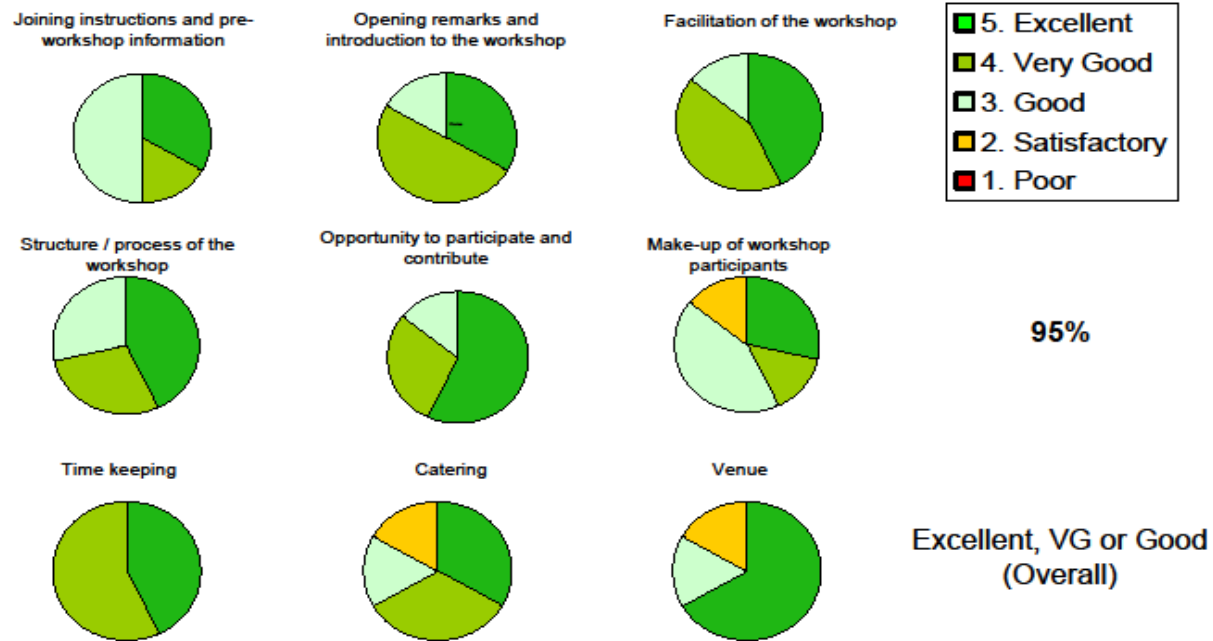 Joining instructions and pre-
workshop information
Opening remarks and
introduction to the workshop
Facilitation of the workshop
5. Excellent
4. Very Good
3. Good
2. Satisfactory
1. Poor
Structure / process of the
workshop
Opportunity to participate and
contribute
Make-up of workshop
participants
95%
Time keeping
Catering
Venue
Excellent, VG or Good
(Overall)